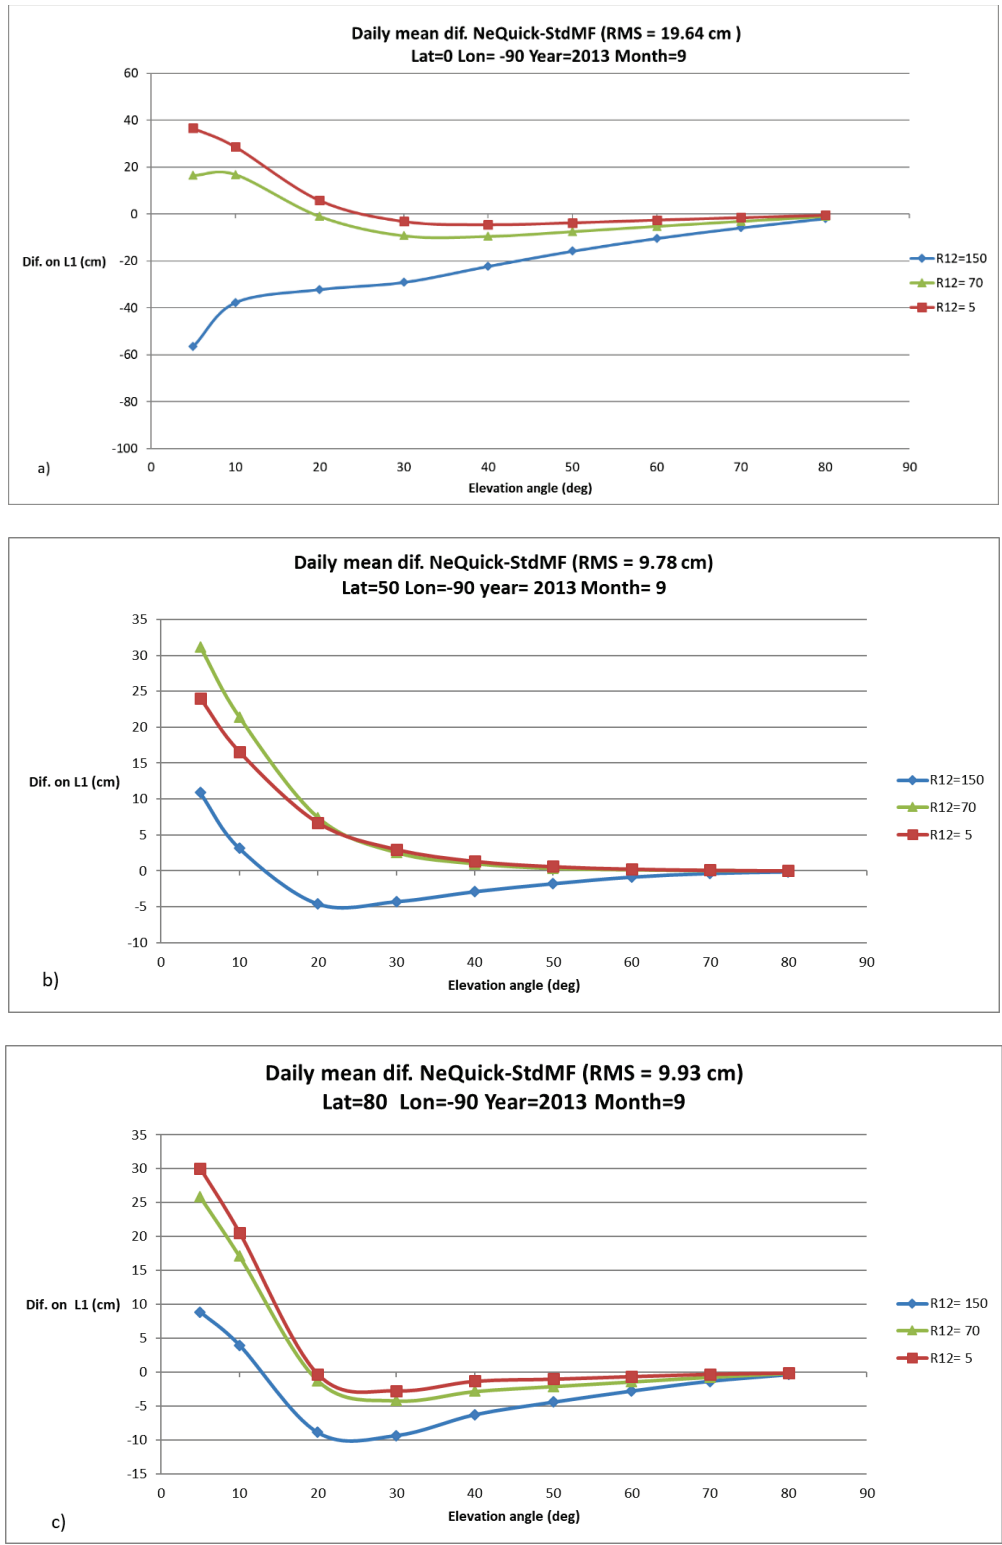 Daily mean dif. NeQuick-StdMF (RMS = 19.64 cm )
Lat=0 Lon= -90 Year=2013 Month=9
60
40
20
0
-20
-40
-60
-80
-100
Dif. on L1 (cm)
R12=150
R12= 70
R12= 5
0 10 20 30 40 50 60 70 80 90
Elevation angle (deg)
a)
Daily mean dif. NeQuick-StdMF (RMS = 9.78 cm)
Lat=50 Lon=-90 year= 2013 Month= 9
35
30
25
20
15
10
5
0
-5
-10
Dif. on L1 (cm)
R12=150
R12=70
R12= 5
0 10 20 30 40 50 60 70 80 90
Elevation angle (deg)
b)
Daily mean dif. NeQuick-StdMF (RMS = 9.93 cm)
Lat=80 Lon=-90 Year=2013 Month=9
35
30
25
20
15
10
5
0
-5
-10
-15
Dif. on L1 (cm)
R12= 150
R12= 70
R12= 5
0 10 20 30 40 50 60 70 80 90
Elevation angle (deg)
c)